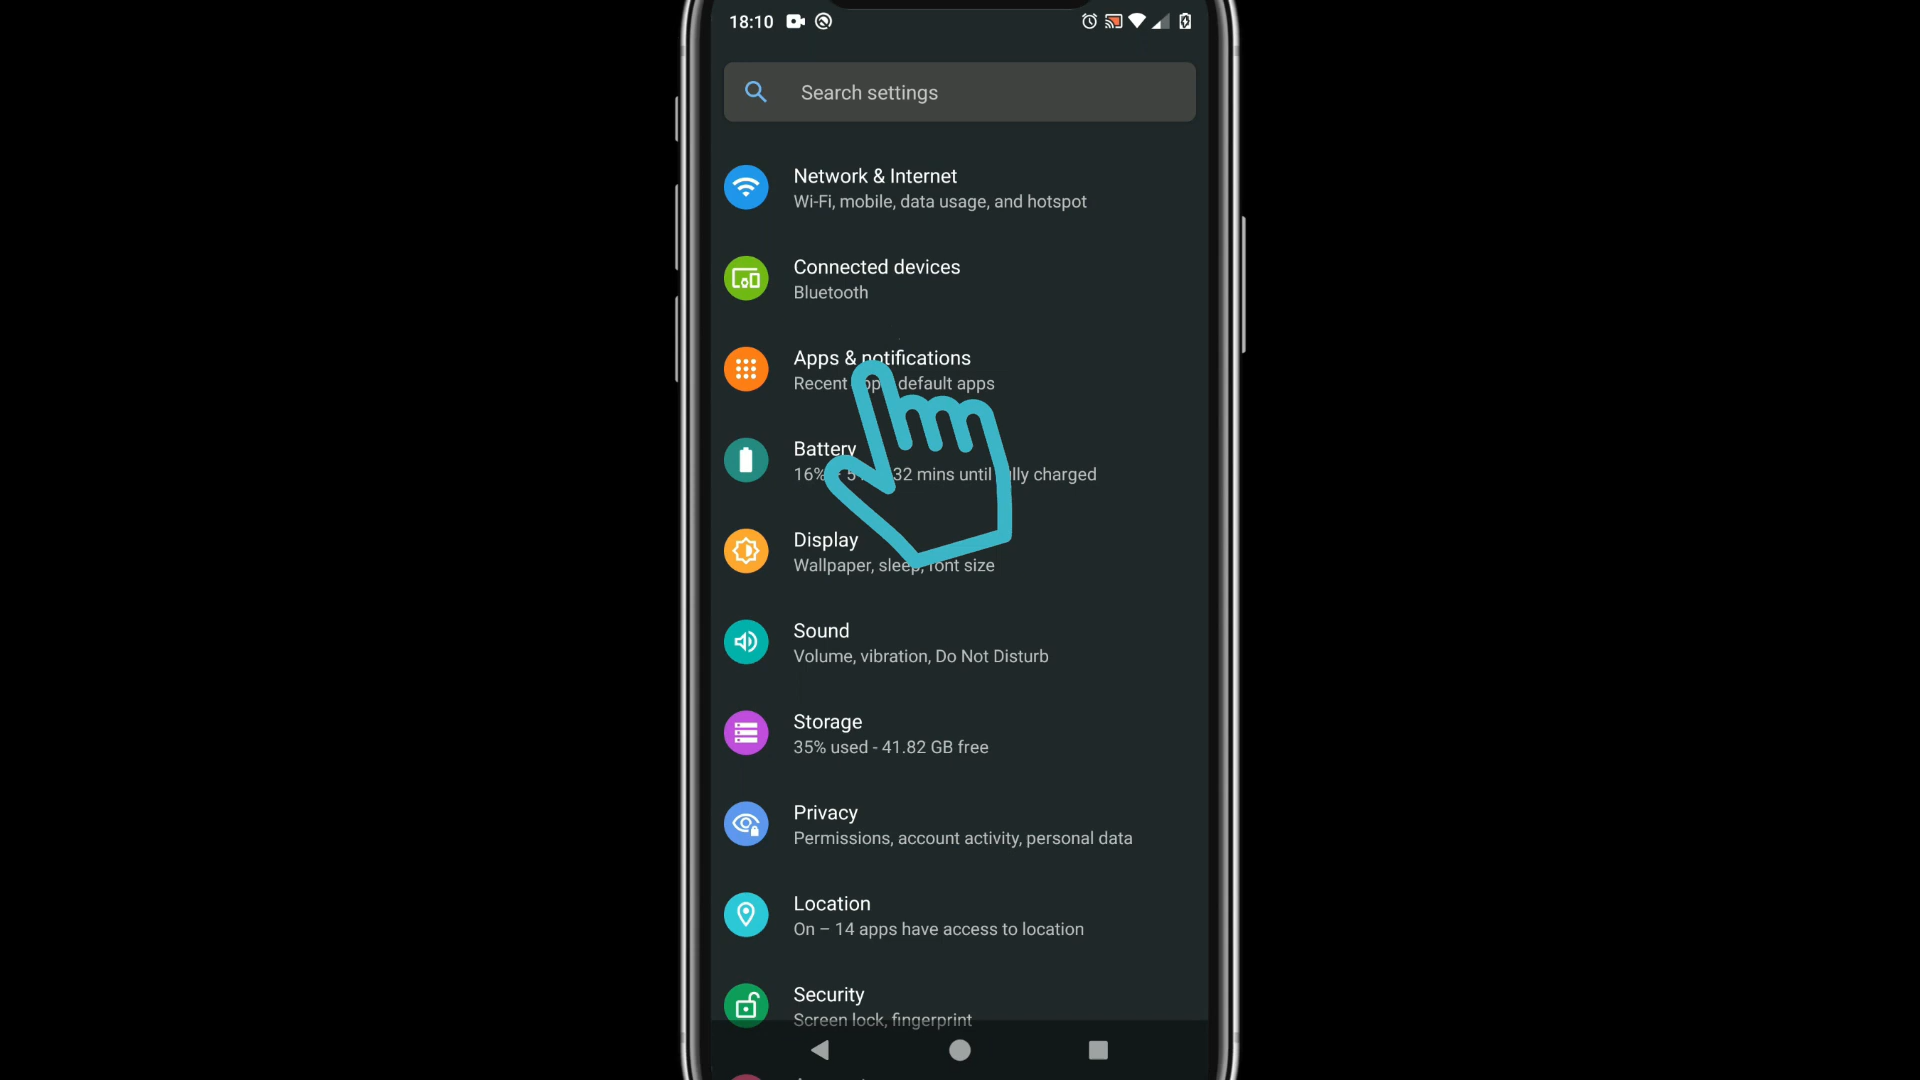 18:10
Search settings
Network & Internet
Wi-Fi, mobile, data usage, and hotspot
Connected devices
Bluetooth
Apps & notifications
Recent default apps
Battery
16% 32 mins until charged
Display
Wallpaper, sleep, font size
Sound
Volume, vibration, Do Not Disturb
Storage
35% used - 41.82 GB free
Privacy
Permissions, account activity, personal data
Location
On – 14 apps have access to location
Security
Screen lock, fingerprint